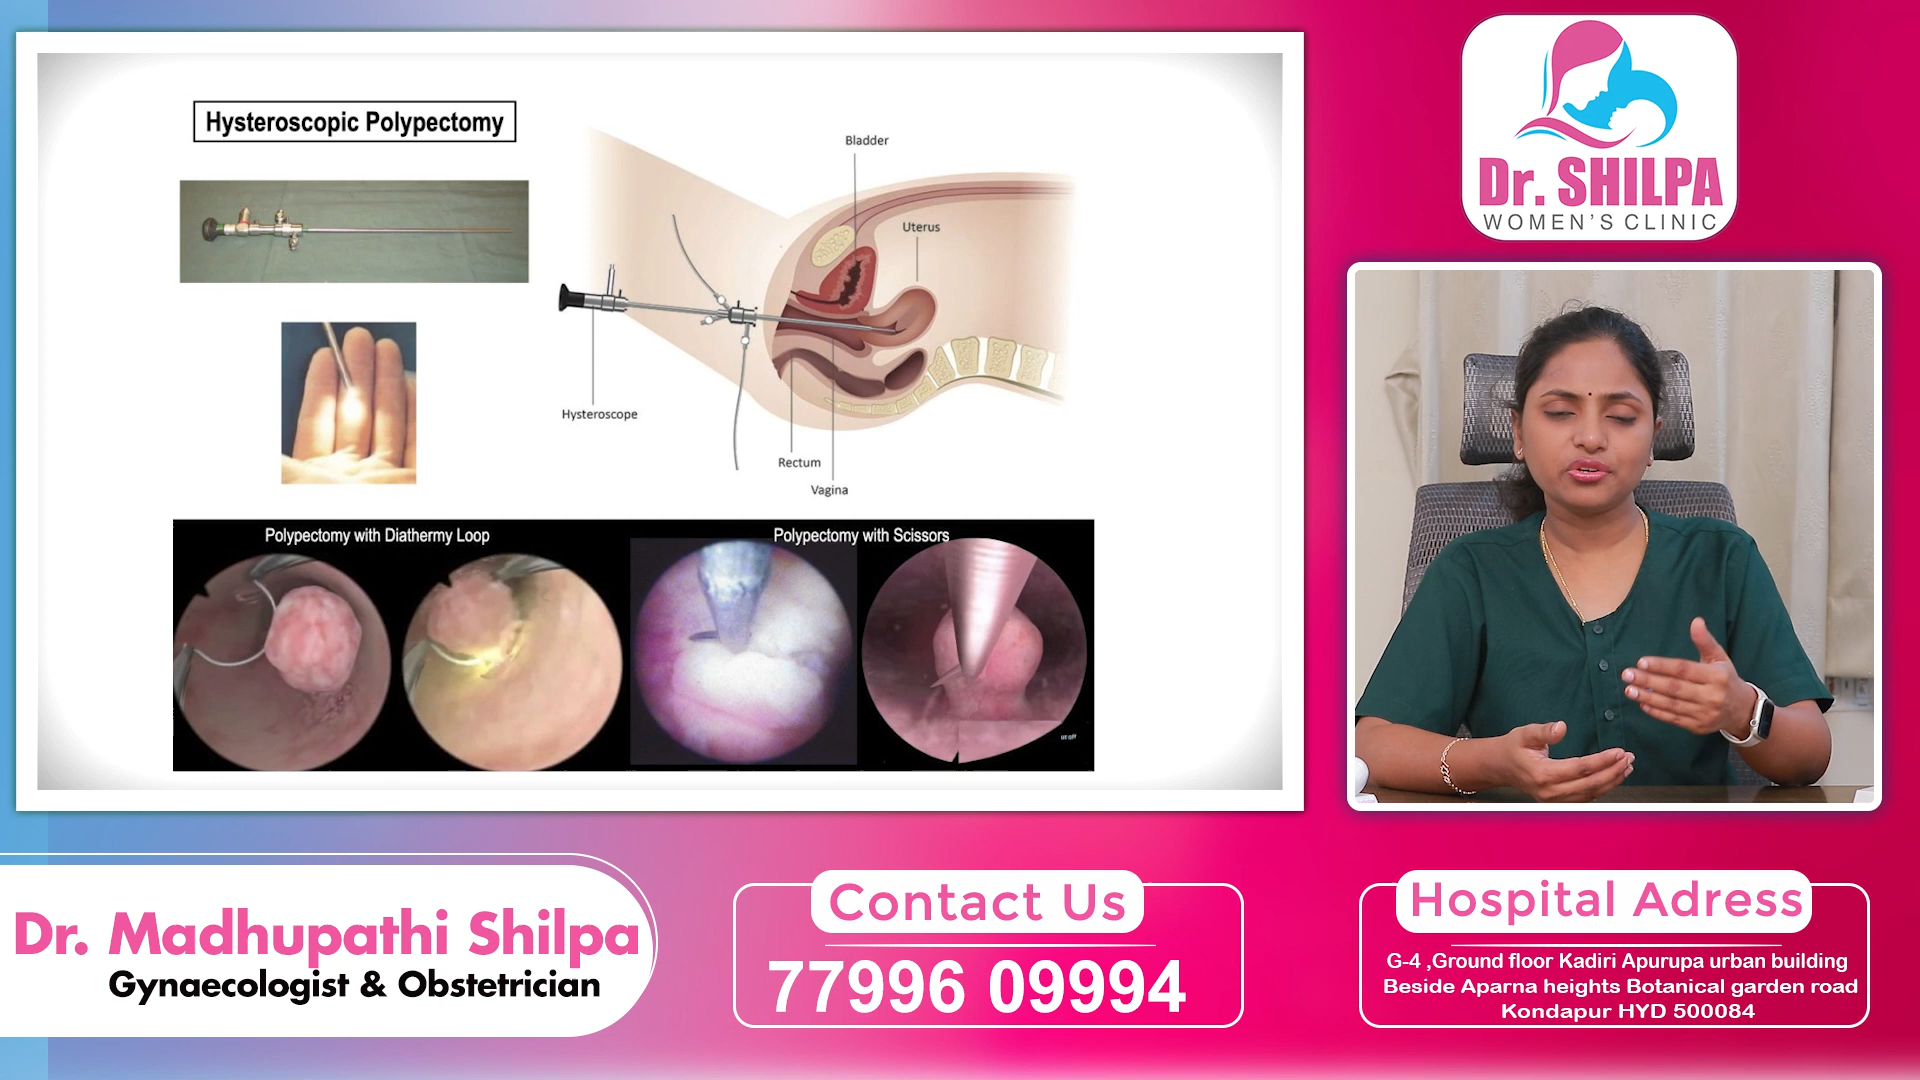 Hysteroscopic Polypectomy
Bladder
Uterus
Hysteroscope
Rectum
Vagina
Polypectomy with Diathermy Loop
Polypectomy with Scissors
Dr. SHILPA
WOMEN'S CLINIC
Dr. Madhupathi Shilpa
Gynaecologist & Obstetrician
Contact Us
77996 09994
Hospital Adress
G-4 ,Ground floor Kadiri Apurupa urban building
Beside Aparna heights Botanical garden road
Kondapur HYD 500084